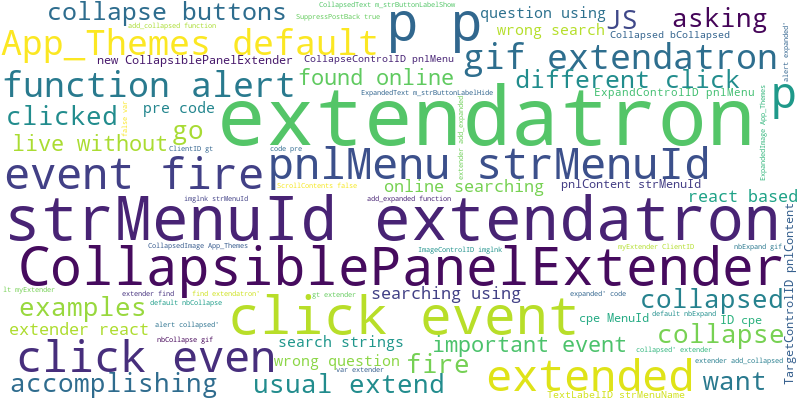 CollapsedText m_strButtonLabelShow
collapse buttons
add_collapsed function
SuppressPostBack true
p p
question using
wrong search
JS
asking
Collapsed bCollapsed
App_Themes default
new CollapsiblePanelExtender
CollapseControlID pnlMenu
gif extendatron
alert expanded'
function alert
found online
different click
p
ExpandedText m_strButtonLabelHide
ExpandControlID pnlMenu
clicked
pre code
extendatron
live without
go
false var
ClientID gt
code pre
extender add_expanded
ExpandedImage App_Themes
event fire
pnlMenu strMenuId
ScrollContents false
online searching
pnlContent strMenuId
imglnk strMenuId
add_expanded function
react based
strMenuId extendatron
CollapsedImage App_Themes
ImageControlID imglnk
myExtender ClientID
nbExpand gif
TargetControlID pnlContent
CollapsiblePanelExtender
lt myExtender
extender find
find extendatron'
gt extender
searching using
expanded' code
collapsed
examples
default nbCollapse
click event
default nbExpand
extender react
alert collapsed'
cpe MenuId
ID cpe
collapse
nbCollapse gif
search strings
important event
click even
wrong question
fire
collapsed' extender
extender add_collapsed
var extender
accomplishing
usual extend
extended
want
TextLabelID strMenuName